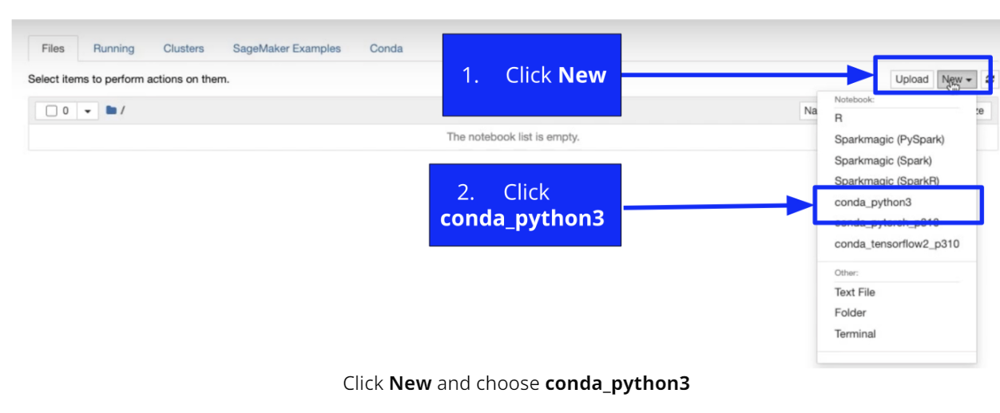 Files Running Clusters SageMaker Examples Conda
Select items to perform actions on them.
Upload New
0 /
The notebook list is empty.
1. Click New
2. Click
conda_python3
Notebook:
R
Sparkmagic (PySpark)
Sparkmagic (Spark)
Sparkmagic (SparkR)
conda_python3
conda_pytorch_p310
conda_tensorflow2_p310
Other:
Text File
Folder
Terminal
Click New and choose conda_python3